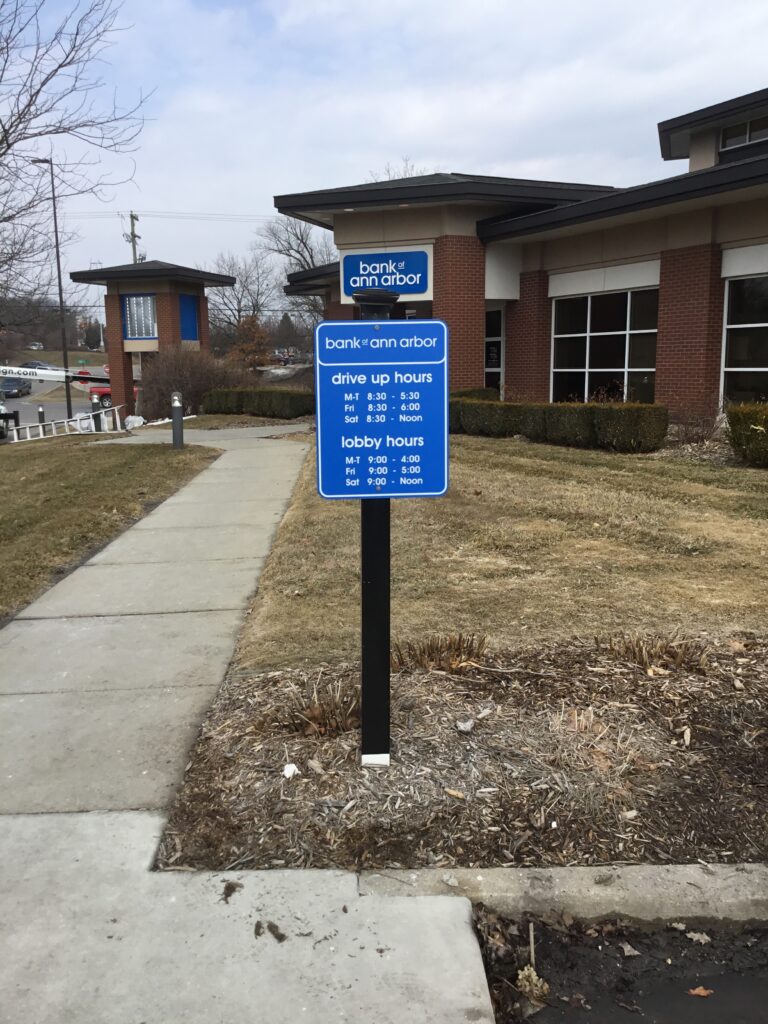 bank of
ann arbor
bank of ann arbor
drive up hours
M-T 8:30 - 5:30
Fri 8:30 - 6:00
Sat 8:30 - Noon
lobby hours
M-T 9:00 - 4:00
Fri 9:00 - 5:00
Sat 9:00 - Noon
gn.com